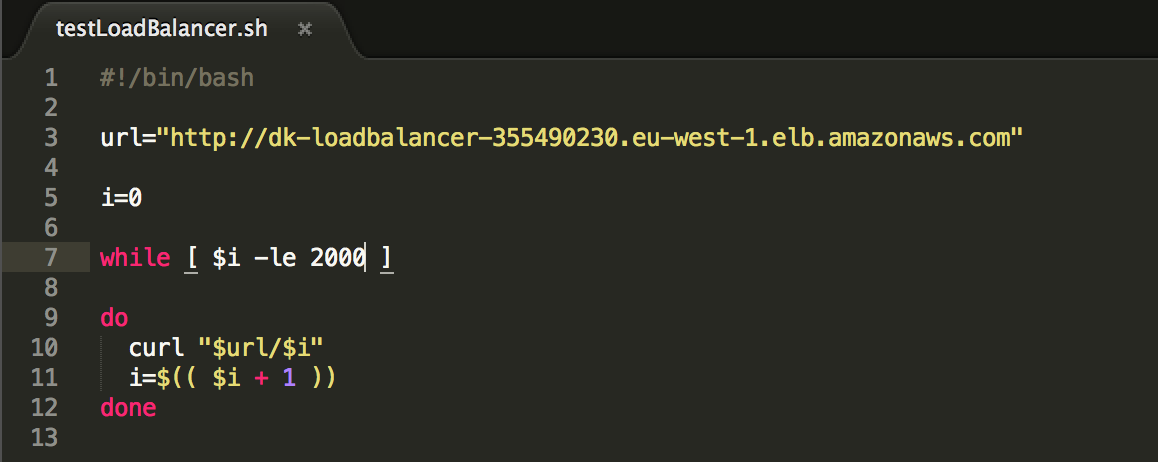 testLoadBalancer.sh ×
1 #!/bin/bash
2
3 url="http://dk-loadbalancer-355490230.eu-west-1.elb.amazonaws.com"
4
5 i=0
6
7 while [ $i -le 2000 ]
8
9 do
10   curl "$url/$i"
11   i=$(( $i + 1 ))
12 done
13